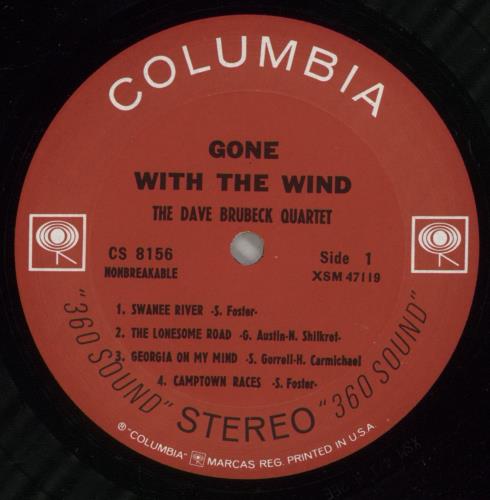 COLUMBIA
GONE
WITH THE WIND
THE DAVE BRUBECK QUARTET
CS 8156
NONBREAKABLE
Side 1
XSM 47119
1. SWANEE RIVER -S. Foster-
2. THE LONESOME ROAD -G. Austin-N. Shilkret-
3. GEORGIA ON MY MIND -S. Gorrell-H. Carmichael
4. CAMPTOWN RACES -S. Foster-
"360 SOUND" STEREO "360 SOUND"
® "COLUMBIA" MARCAS REG. PRINTED IN U.S.A.